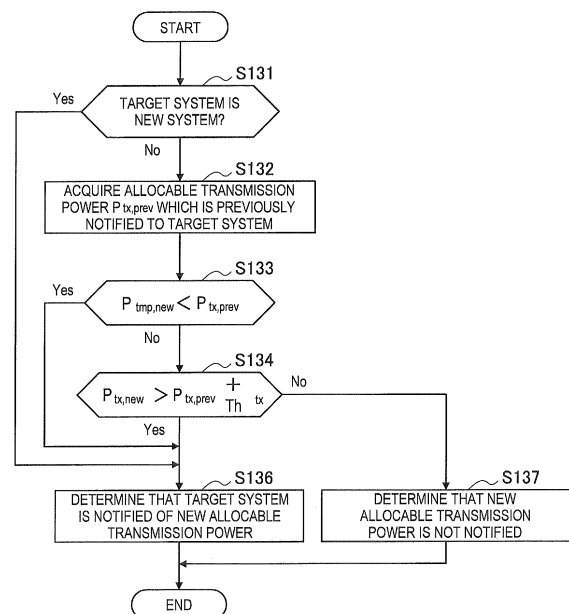 START
S131
Yes
TARGET SYSTEM IS
NEW SYSTEM?
No
S132
ACQUIRE ALLOCABLE TRANSMISSION
POWER Ptx,prev WHICH IS PREVIOUSLY
NOTIFIED TO TARGET SYSTEM
S133
Yes
P tmp,new < P tx,prev
No
S134
P tx,new > P tx,prev + Th tx
No
Yes
S136
DETERMINE THAT TARGET SYSTEM
IS NOTIFIED OF NEW ALLOCABLE
TRANSMISSION POWER
S137
DETERMINE THAT NEW
ALLOCABLE TRANSMISSION
POWER IS NOT NOTIFIED
END